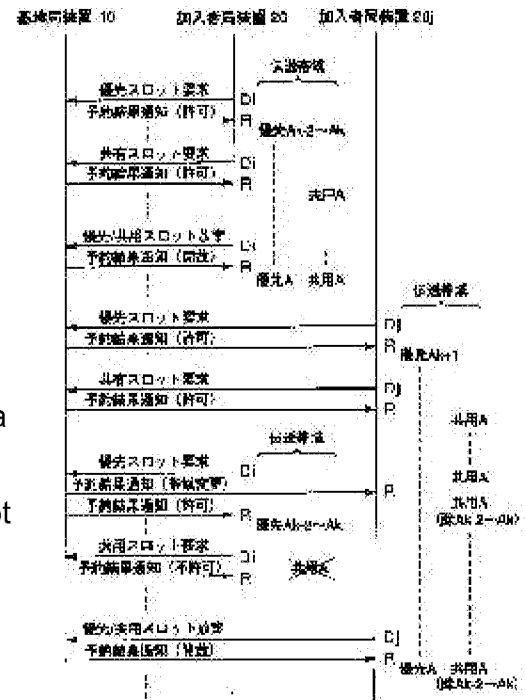 基地局装置 10 加入者局装置 20 加入者局装置 20j
伝送帯域
優先スロット要求 Di
予約結果通知（許可） R
優先Ak-2～Ak
共有スロット要求 Di
予約結果通知（許可） R
共用A
優先/共用スロット放棄 Di
予約結果通知（開放） R
優先A 共用A
伝送帯域
優先スロット要求 Dj
予約結果通知（許可） R
優先Ak+1
共有スロット要求 Dj
予約結果通知（許可） R
a
共用A
伝送帯域
優先スロット要求 Di
共用A
予約結果通知（帯域変更） R
ot
共用A
予約結果通知（許可） R
優先Ak-2～Ak
(除Ak-2～Ak)
共用スロット要求 Di
予約結果通知（不許可） R
共用A
優先/共用スロット放棄 Dj
予約結果通知（開放） R
優先A 共用A
(除Ak-2～Ak)